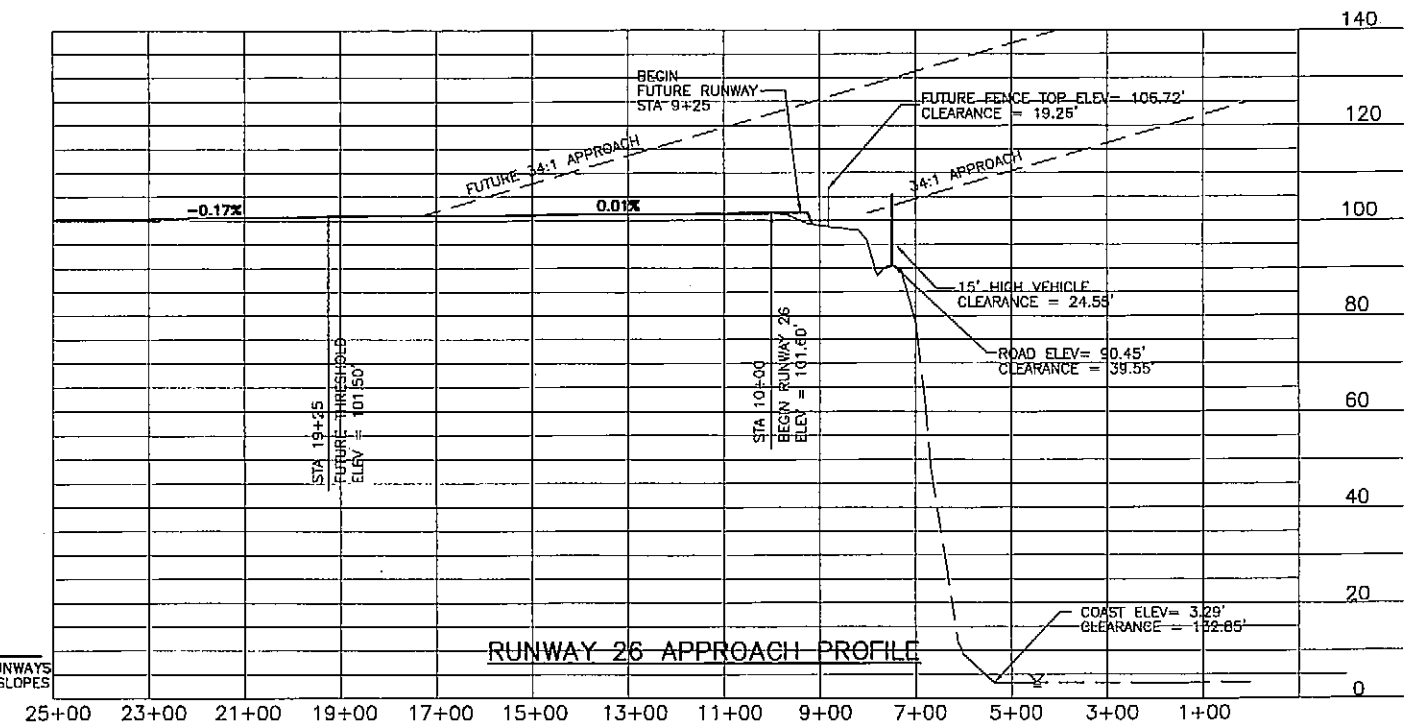 140
BEGIN
FUTURE RUNWAY
STA 9+25
FUTURE FENCE TOP ELEV= 106.72'
CLEARANCE = 19.25'
120
FUTURE 34:1 APPROACH
34:1 APPROACH
-0.17%
0.01%
100
15' HIGH VEHICLE
CLEARANCE = 24.55'
80
ROAD ELEV= 90.45'
CLEARANCE = 39.55'
STA 19+25
FUTURE THRESHOLD
ELEV = 101.50'
STA 10+00
BEGIN RUNWAY 26
ELEV = 101.60'
60
40
20
COAST ELEV= 3.29'
CLEARANCE = 132.85'
RUNWAY 26 APPROACH PROFILE
UNWAYS
SLOPES
0
25+00 23+00 21+00 19+00 17+00 15+00 13+00 11+00 9+00 7+00 5+00 3+00 1+00